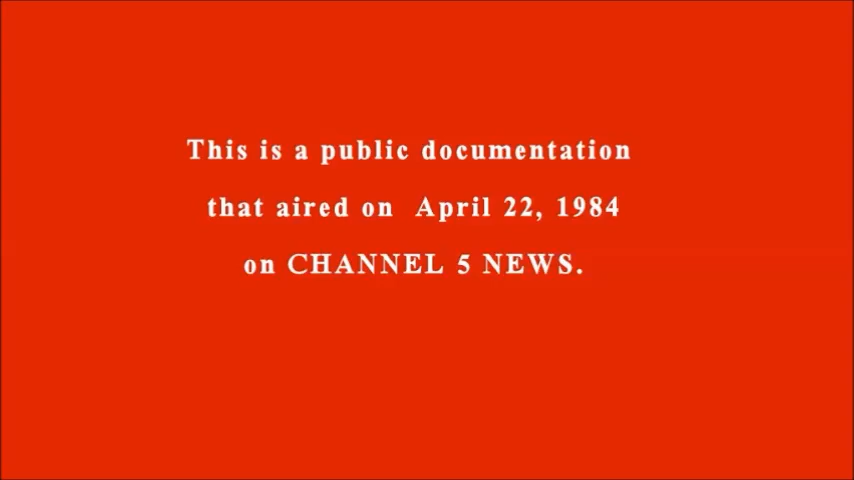 This is a public documentation
that aired on April 22, 1984
on CHANNEL 5 NEWS.